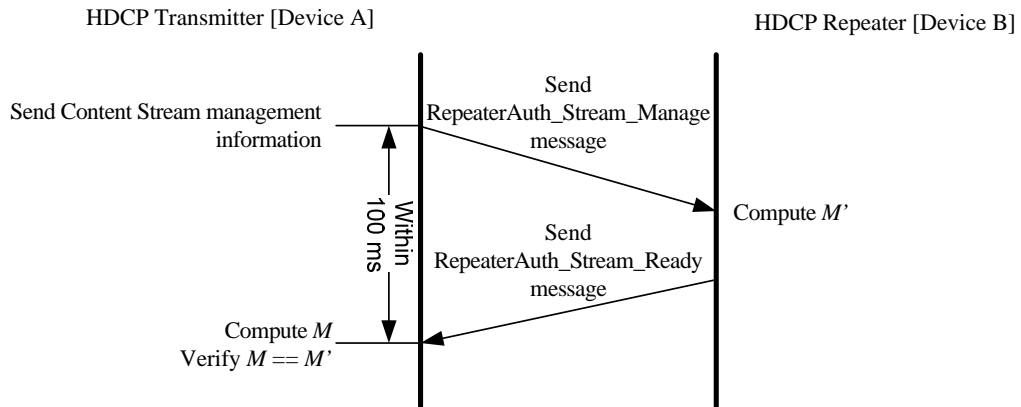 HDCP Transmitter [Device A]
HDCP Repeater [Device B]
Send Content Stream management
information
Send
RepeaterAuth_Stream_Manage
message
Within
100 ms
Compute M’
Send
RepeaterAuth_Stream_Ready
message
Compute M
Verify M == M’